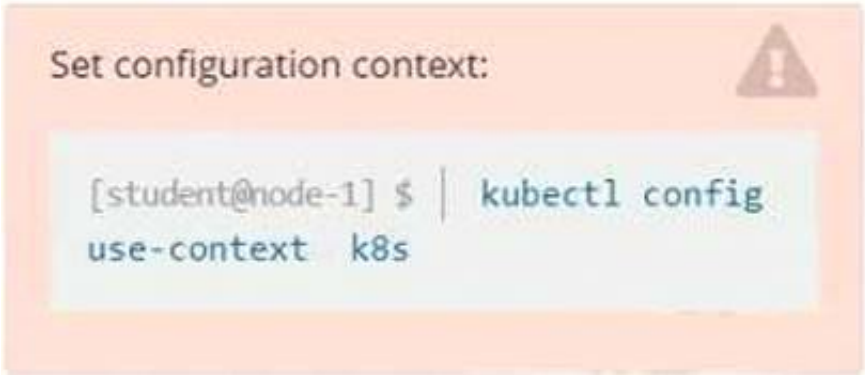 Set configuration context:
[student@node-1] $ | kubectl config
use-context k8s